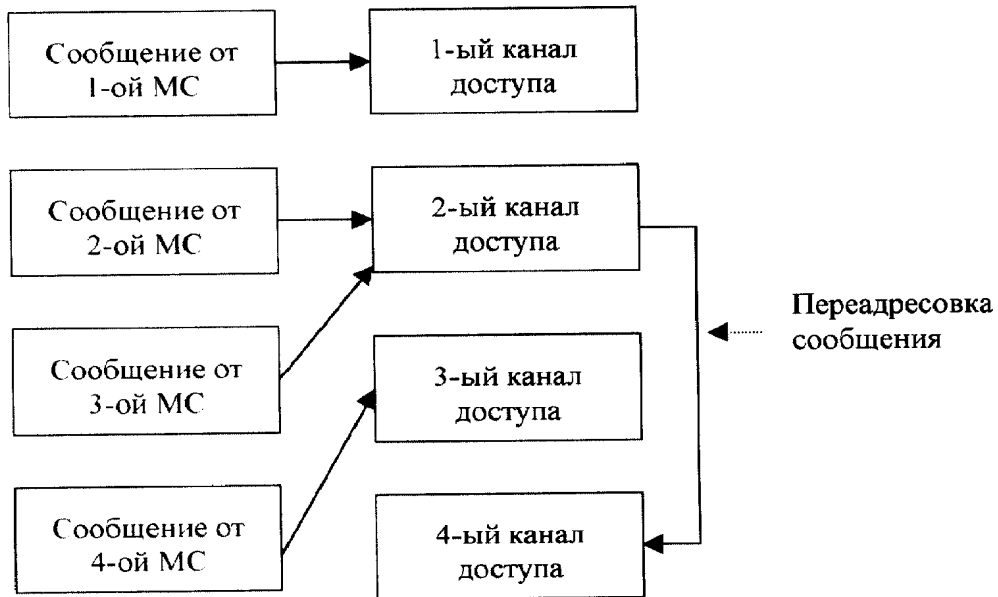 Сообщение от
1-ой МС
1-ый канал
доступа
Сообщение от
2-ой МС
2-ый канал
доступа
Переадресовка
сообщения
Сообщение от
3-ой МС
3-ый канал
доступа
Сообщение от
4-ой МС
4-ый канал
доступа